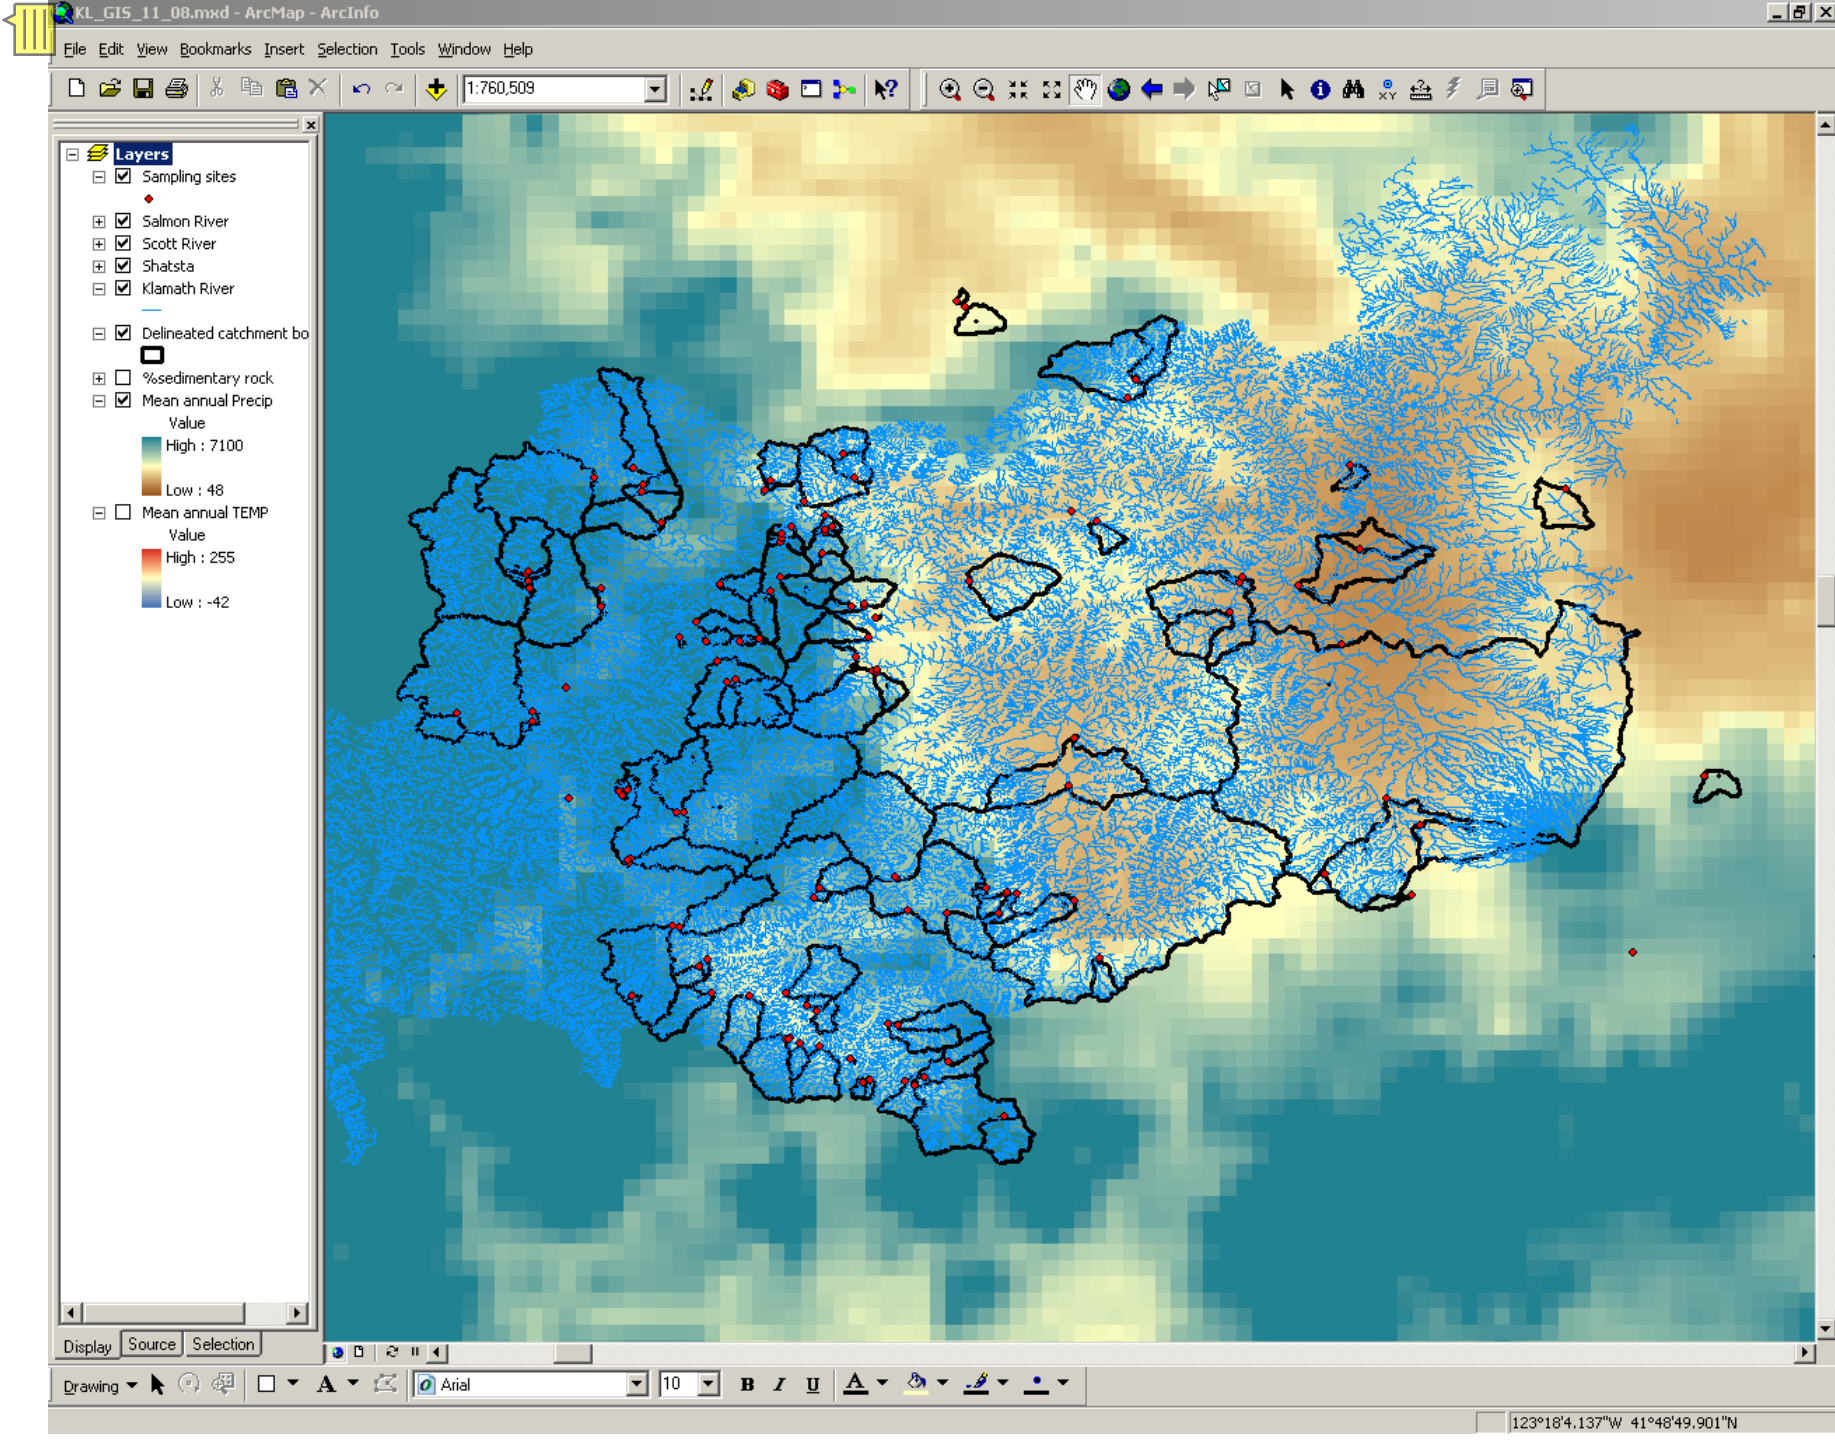 KL_GIS_11_08.mxd - ArcMap - ArcInfo
File Edit View Bookmarks Insert Selection Tools Window Help
1:760,509
Layers
Sampling sites
Salmon River
Scott River
Shatsta
Klamath River
Delineated catchment bo
%sedimentary rock
Mean annual Precip
Value
High : 7100
Low : 48
Mean annual TEMP
Value
High : 255
Low : -42
Display Source Selection
Drawing A Arial 10 B I U A
123°18'4.137"W 41°48'49.901"N